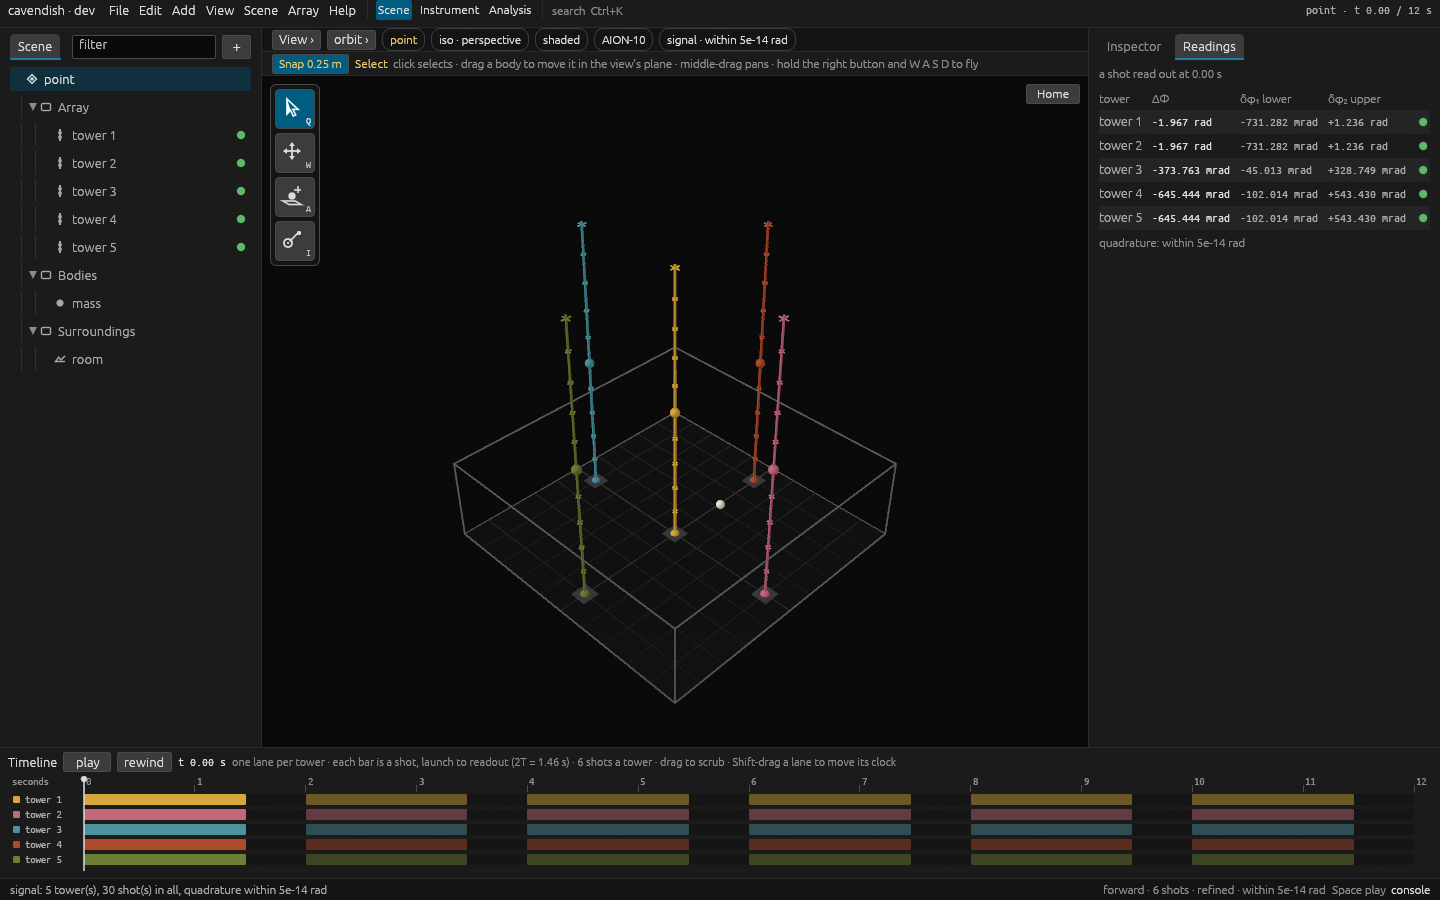 cavendish · dev File Edit Add View Scene Array Help Scene Instrument Analysis search Ctrl+K point · t 0.00 / 12 s
Scene filter +
View › orbit › point iso · perspective shaded AION-10 signal · within 5e-14 rad
Snap 0.25 m Select click selects · drag a body to move it in the view's plane · middle-drag pans · hold the right button and W A S D to fly
point
Array
tower 1
tower 2
tower 3
tower 4
tower 5
Bodies
mass
Surroundings
room
Q
W
A
I
Home
Inspector Readings
a shot read out at 0.00 s
tower ΔΦ δφ₁ lower δφ₂ upper
tower 1 -1.967 rad -731.282 mrad +1.236 rad
tower 2 -1.967 rad -731.282 mrad +1.236 rad
tower 3 -373.763 mrad -45.013 mrad +328.749 mrad
tower 4 -645.444 mrad -102.014 mrad +543.430 mrad
tower 5 -645.444 mrad -102.014 mrad +543.430 mrad
quadrature: within 5e-14 rad
Timeline play rewind t 0.00 s one lane per tower · each bar is a shot, launch to readout (2T = 1.46 s) · 6 shots a tower · drag to scrub · Shift-drag a lane to move its clock
seconds 0 1 2 3 4 5 6 7 8 9 10 11 12
tower 1
tower 2
tower 3
tower 4
tower 5
signal: 5 tower(s), 30 shot(s) in all, quadrature within 5e-14 rad forward · 6 shots · refined · within 5e-14 rad Space play console